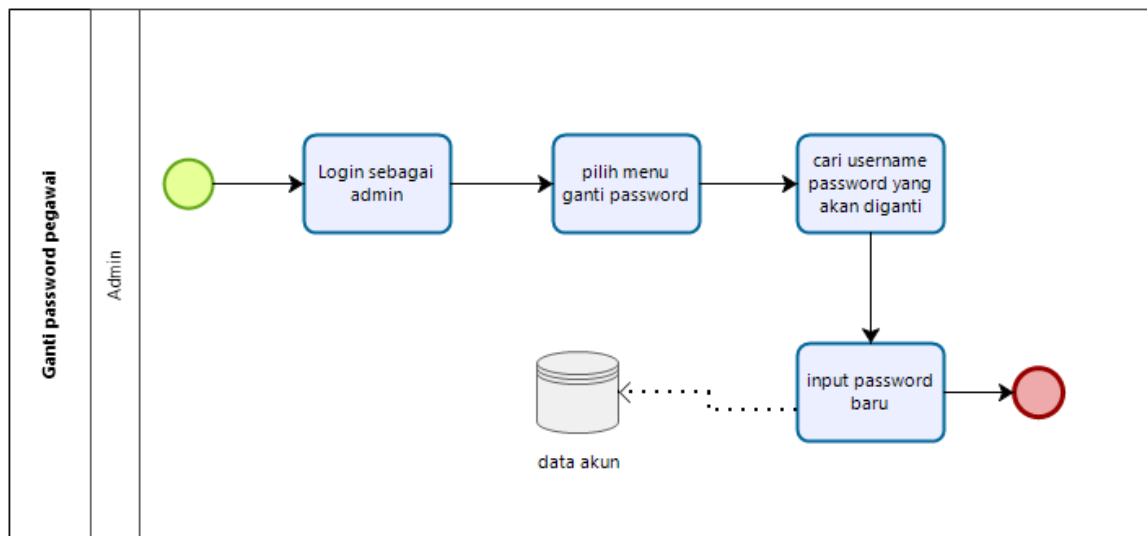 Ganti password pegawai
Admin
Login sebagai
admin
pilih menu
ganti password
cari username
password yang
akan diganti
input password
baru
data akun